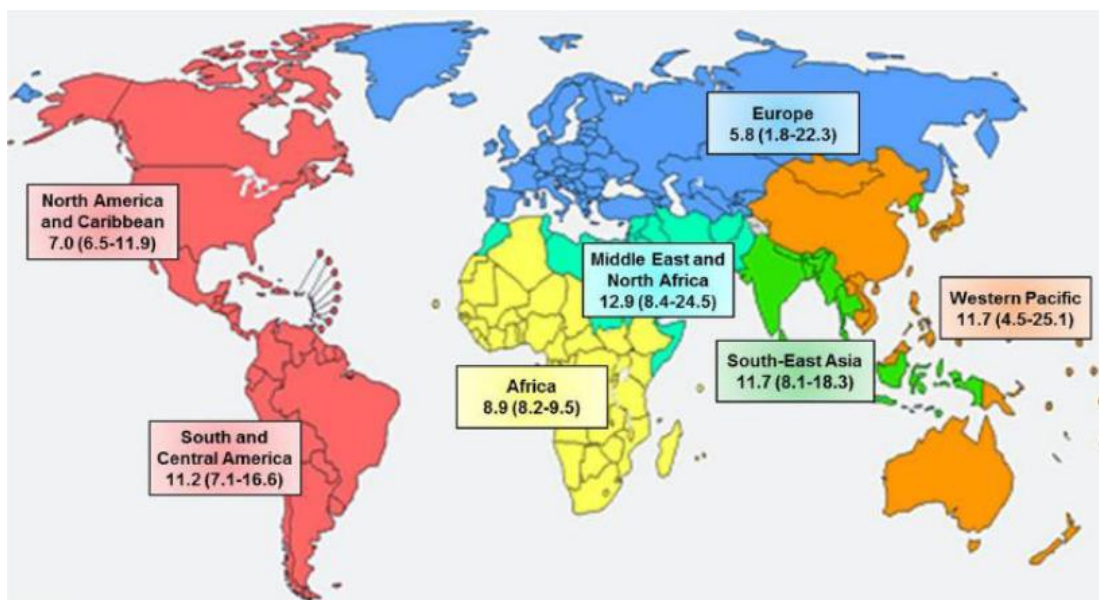 Europe
5.8 (1.8-22.3)
North America
and Caribbean
7.0 (6.5-11.9)
Middle East and
North Africa
12.9 (8.4-24.5)
Western Pacific
11.7 (4.5-25.1)
South-East Asia
11.7 (8.1-18.3)
Africa
8.9 (8.2-9.5)
South and
Central America
11.2 (7.1-16.6)